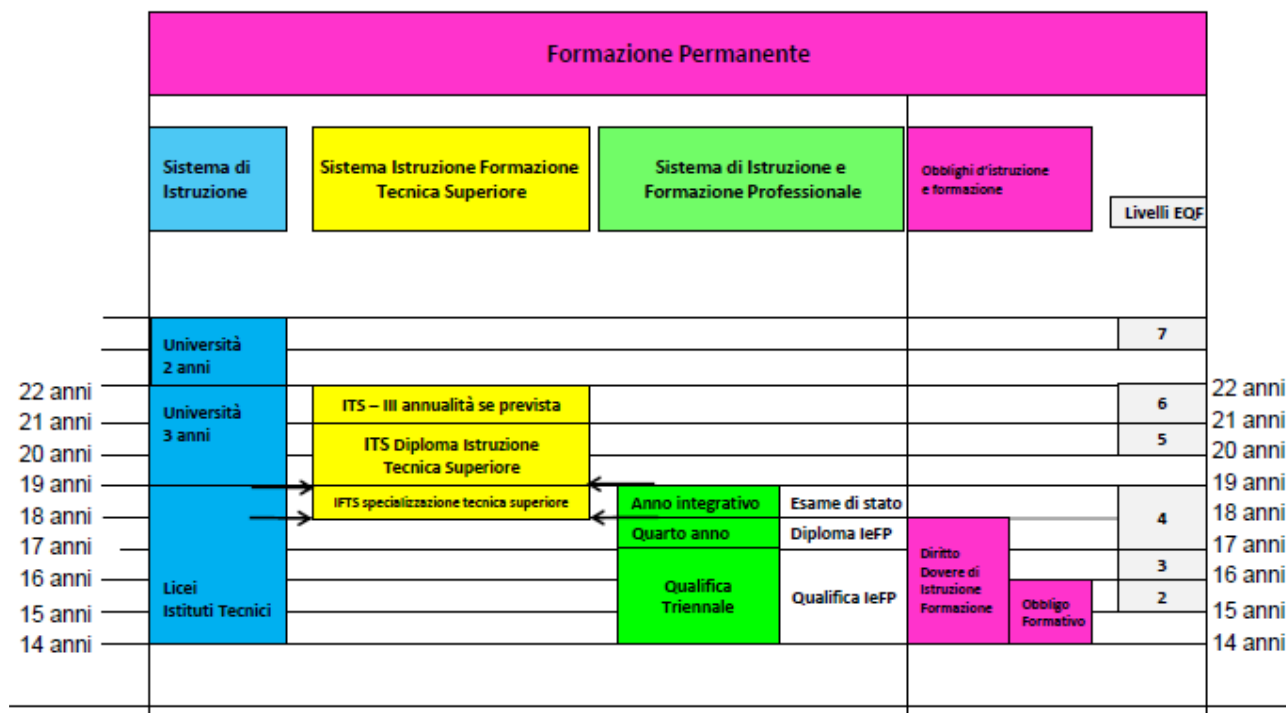 Formazione Permanente
Sistema di
Istruzione
Sistema Istruzione Formazione
Tecnica Superiore
Sistema di Istruzione e
Formazione Professionale
Obblighi d'istruzione
e formazione
Livelli EQF
Università
2 anni
7
22 anni
22 anni
Università
3 anni
ITS – III annualità se prevista
6
21 anni
21 anni
ITS Diploma Istruzione
Tecnica Superiore
5
20 anni
20 anni
19 anni
19 anni
IFTS specializzazione tecnica superiore
Anno integrativo
Esame di stato
4
18 anni
18 anni
Quarto anno
Diploma IeFP
17 anni
17 anni
Diritto
Dovere di
Istruzione
Formazione
3
16 anni
16 anni
Licei
Istituti Tecnici
Qualifica
Triennale
Qualifica IeFP
Obbligo
Formativo
2
15 anni
15 anni
14 anni
14 anni